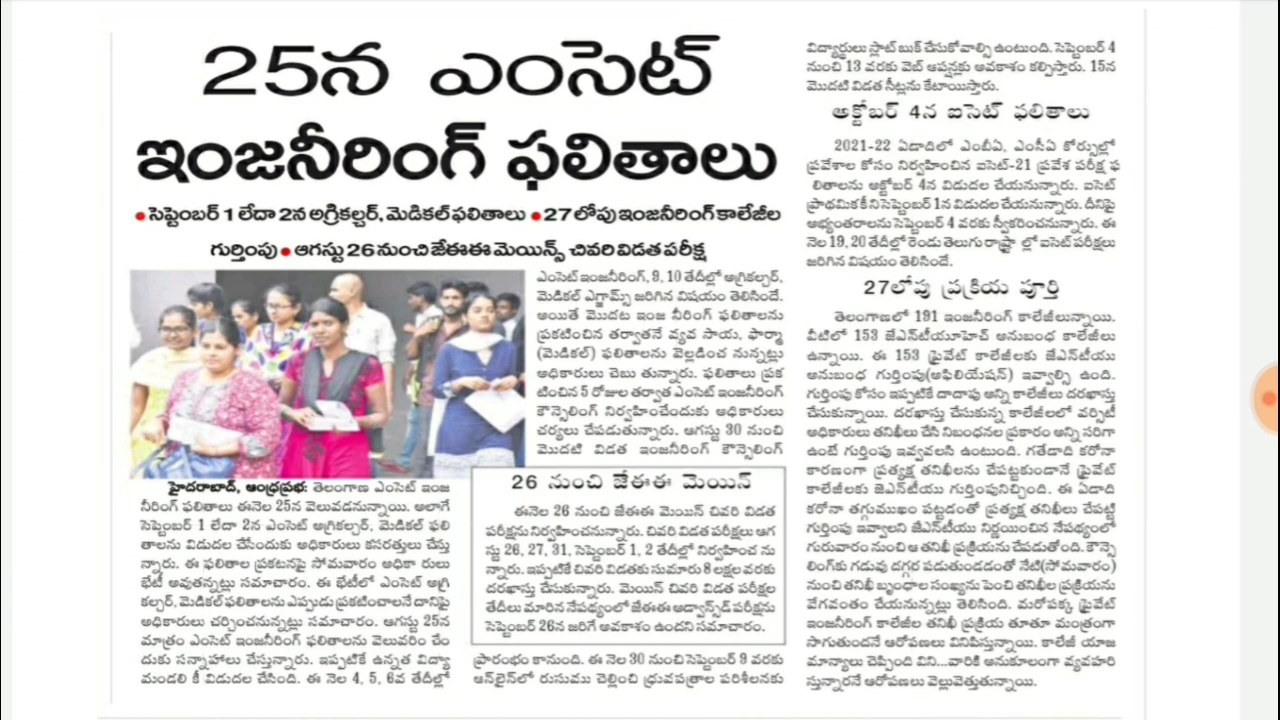 25న ఎంసెట్
ఇంజనీరింగ్ ఫలితాలు
• సెప్టెంబర్ 1 లేదా 2న అగ్రికల్చర్, మెడికల్ ఫలితాలు • 27లోపు ఇంజనీరింగ్ కాలేజీల
గుర్తింపు • ఆగస్టు 26 నుంచి జేఈఈ మెయిన్స్ చివరి విడత పరీక్ష
హైదరాబాద్, ఆంధ్రప్రభ: తెలంగాణ ఎంసెట్ ఇంజ
నీరింగ్ ఫలితాలు ఈనెల 25న వెలువడనున్నాయి. అలాగే
సెప్టెంబర్ 1 లేదా 2న ఎంసెట్ అగ్రికల్చర్, మెడికల్ ఫలి
తాలను విడుదల చేసేందుకు అధికారులు కసరత్తులు చేస్తు
న్నారు. ఈ ఫలితాల ప్రకటనపై సోమవారం అధికా రులు
భేటీ అవుతన్నట్లు సమాచారం. ఈ భేటీలో ఎంసెట్ అగ్రి
కల్చర్, మెడికల్ ఫలితాలను ఎప్పుడు ప్రకటించాలనే దానిపై
అధికారులు చర్చించనున్నట్లు సమాచారం. ఆగస్టు 25న
మాత్రం ఎంసెట్ ఇంజనీరింగ్ ఫలితాలను వెలువరిం చేం
దుకు సన్నాహాలు చేస్తున్నారు. ఇప్పటికే ఉన్నత విద్యా
మండలి కీ విడుదల చేసింది. ఈ నెల 4, 5, 6వ తేదీల్లో
ఎంసెట్ ఇంజనీరింగ్, 9, 10 తేదీల్లో అగ్రికల్చర్,
మెడికల్ ఎగ్జామ్స్ జరిగిన విషయం తెలిసిందే.
అయితే మొదట ఇంజ నీరింగ్ ఫలితాలను
ప్రకటించిన తర్వాతనే వ్యవ సాయ, ఫార్మా
(మెడికల్) ఫలితాలను వెల్లడించ నున్నట్లు
అధికారులు చెబు తున్నారు. ఫలితాలు ప్రక
టించిన 5 రోజుల తర్వాత ఎంసెట్ ఇంజనీరింగ్
కౌన్సెలింగ్ నిర్వహించేందుకు అధికారులు
చర్యలు చేపడుతున్నారు. ఆగస్టు 30 నుంచి
మొదటి విడత ఇంజనీరింగ్ కౌన్సెలింగ్
26 నుంచి జేఈఈ మెయిన్
ఈనెల 26 నుంచి జేఈఈ మెయిన్ చివరి విడత
పరీక్షను నిర్వహించనున్నారు. చివరి విడత పరీక్షలు ఆగ
స్టు 26, 27, 31, సెప్టెంబర్ 1, 2 తేదీల్లో నిర్వహించ ను
న్నారు. ఇప్పటికే చివరి విడతకు సుమారు 8 లక్షల వరకు
దరఖాస్తు చేసుకున్నారు. మెయిన్ చివరి విడత పరీక్షల
తేదీలు మారిన నేపథ్యంలో జేఈఈ అడ్వాన్స్‌డ్ పరీక్షను
సెప్టెంబర్ 26న జరిగే అవకాశం ఉందని సమాచారం.
ప్రారంభం కానుంది. ఈ నెల 30 నుంచి సెప్టెంబర్ 9 వరకు
ఆన్‌లైన్‌లో రుసుము చెల్లించి ధ్రువపత్రాల పరిశీలనకు
విద్యార్థులు స్లాట్ బుక్ చేసుకోవాల్సి ఉంటుంది. సెప్టెంబర్ 4
నుంచి 13 వరకు వెబ్ ఆప్షన్లకు అవకాశం కల్పిస్తారు. 15న
మొదటి విడత సీట్లను కేటాయిస్తారు.
అక్టోబర్ 4న ఐసెట్ ఫలితాలు
2021-22 ఏడాదిలో ఎంబీఏ, ఎంసీఏ కోర్సుల్లో
ప్రవేశాల కోసం నిర్వహించిన ఐసెట్-21 ప్రవేశ పరీక్ష ఫ
లితాలను అక్టోబర్ 4న విడుదల చేయనున్నారు. ఐసెట్
ప్రాథమిక కీని సెప్టెంబర్ 1న విడుదల చేయనున్నారు. దీనిపై
అభ్యంతరాలను సెప్టెంబర్ 4 వరకు స్వీకరించనున్నారు. ఈ
నెల 19, 20 తేదీల్లో రెండు తెలుగు రాష్ట్రా ల్లో ఐసెట్ పరీక్షలు
జరిగిన విషయం తెలిసిందే.
27లోపు ప్రక్రియ పూర్తి
తెలంగాణలో 191 ఇంజనీరింగ్ కాలేజీలున్నాయి.
వీటిలో 153 జేఎన్‌టీయూహెచ్ అనుబంధ కాలేజీలు
ఉన్నాయి. ఈ 153 ప్రైవేట్ కాలేజీలకు జేఎన్‌టీయు
అనుబంధ గుర్తింపు(అఫిలియేషన్) ఇవ్వాల్సి ఉంది.
గుర్తింపు కోసం ఇప్పటికే దాదాపు అన్ని కాలేజీలు దరఖాస్తు
చేసుకున్నాయి. దరఖాస్తు చేసుకున్న కాలేజీలలో వర్సిటీ
అధికారులు తనిఖీలు చేసి నిబంధనల ప్రకారం అన్ని సరిగా
ఉంటే గుర్తింపు ఇవ్వవలసి ఉంటుంది. గతేడాది కరోనా
కారణంగా ప్రత్యక్ష తనిఖీలను చేపట్టకుండానే ప్రైవేట్
కాలేజీలకు జెఎన్‌టీయు గుర్తింపునిచ్చింది. ఈ ఏడాది
కరోనా తగ్గుముఖం పట్టడంతో ప్రత్యక్ష తనిఖీలు చేపట్టి
గుర్తింపు ఇవ్వాలని జేఎన్‌టీయు నిర్ణయించిన నేపథ్యంలో
గురువారం నుంచి ఆ తనిఖీ ప్రక్రియను చేపడుతోంది. కౌన్సె
లింగ్‌కు గడువు దగ్గర పడుతుండడంతో నేటి(సోమవారం)
నుంచి తనిఖీ బృందాల సంఖ్యను పెంచి తనిఖీల ప్రక్రియను
వేగవంతం చేయనున్నట్లు తెలిసింది. మరోపక్క ప్రైవేట్
ఇంజనీరింగ్ కాలేజీల తనిఖీ ప్రక్రియ తూతూ మంత్రంగా
సాగుతుందనే ఆరోపణలు వినిపిస్తున్నాయి. కాలేజీ యాజ
మాన్యాలు చెప్పింది విని...వారికి అనుకూలంగా వ్యవహరి
స్తున్నారనే ఆరోపణలు వెల్లువెత్తుతున్నాయి.